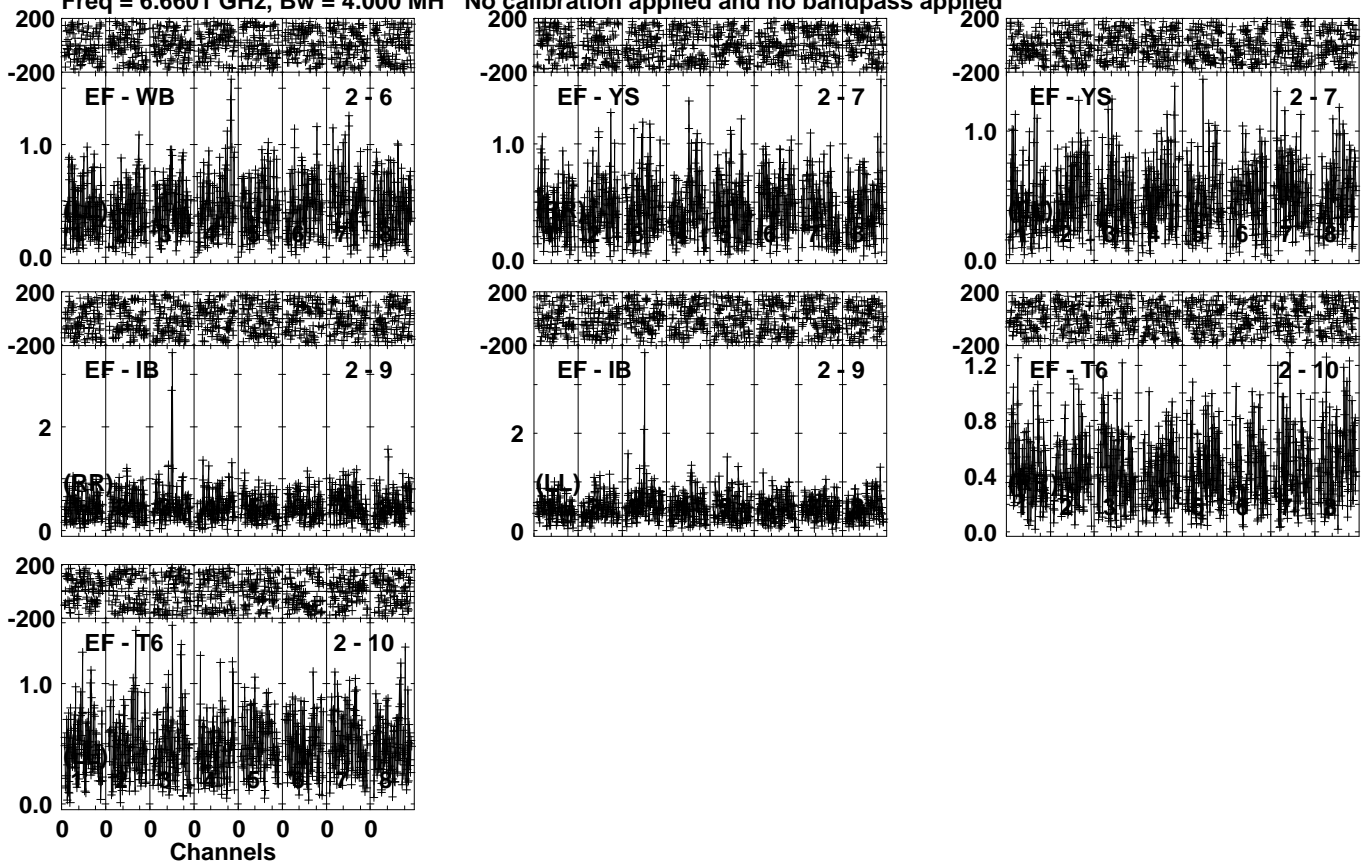 Freq = 6.6601 GHz, Bw = 4.000 MH No calibration applied and no bandpass applied
200
-200
EF - WB 2 - 6
1.0
0.0
200
-200
EF - YS 2 - 7
1.0
0.0
200
-200
EF - YS 2 - 7
1.0
0.0
200
-200
EF - IB 2 - 9
2
(RR)
0
200
-200
EF - IB 2 - 9
2
(LL)
0
200
-200
EF - T6 2 - 10
1.2
0.8
0.4
0.0
200
-200
EF - T6 2 - 10
1.0
0.0
0 0 0 0 0 0 0 0
Channels